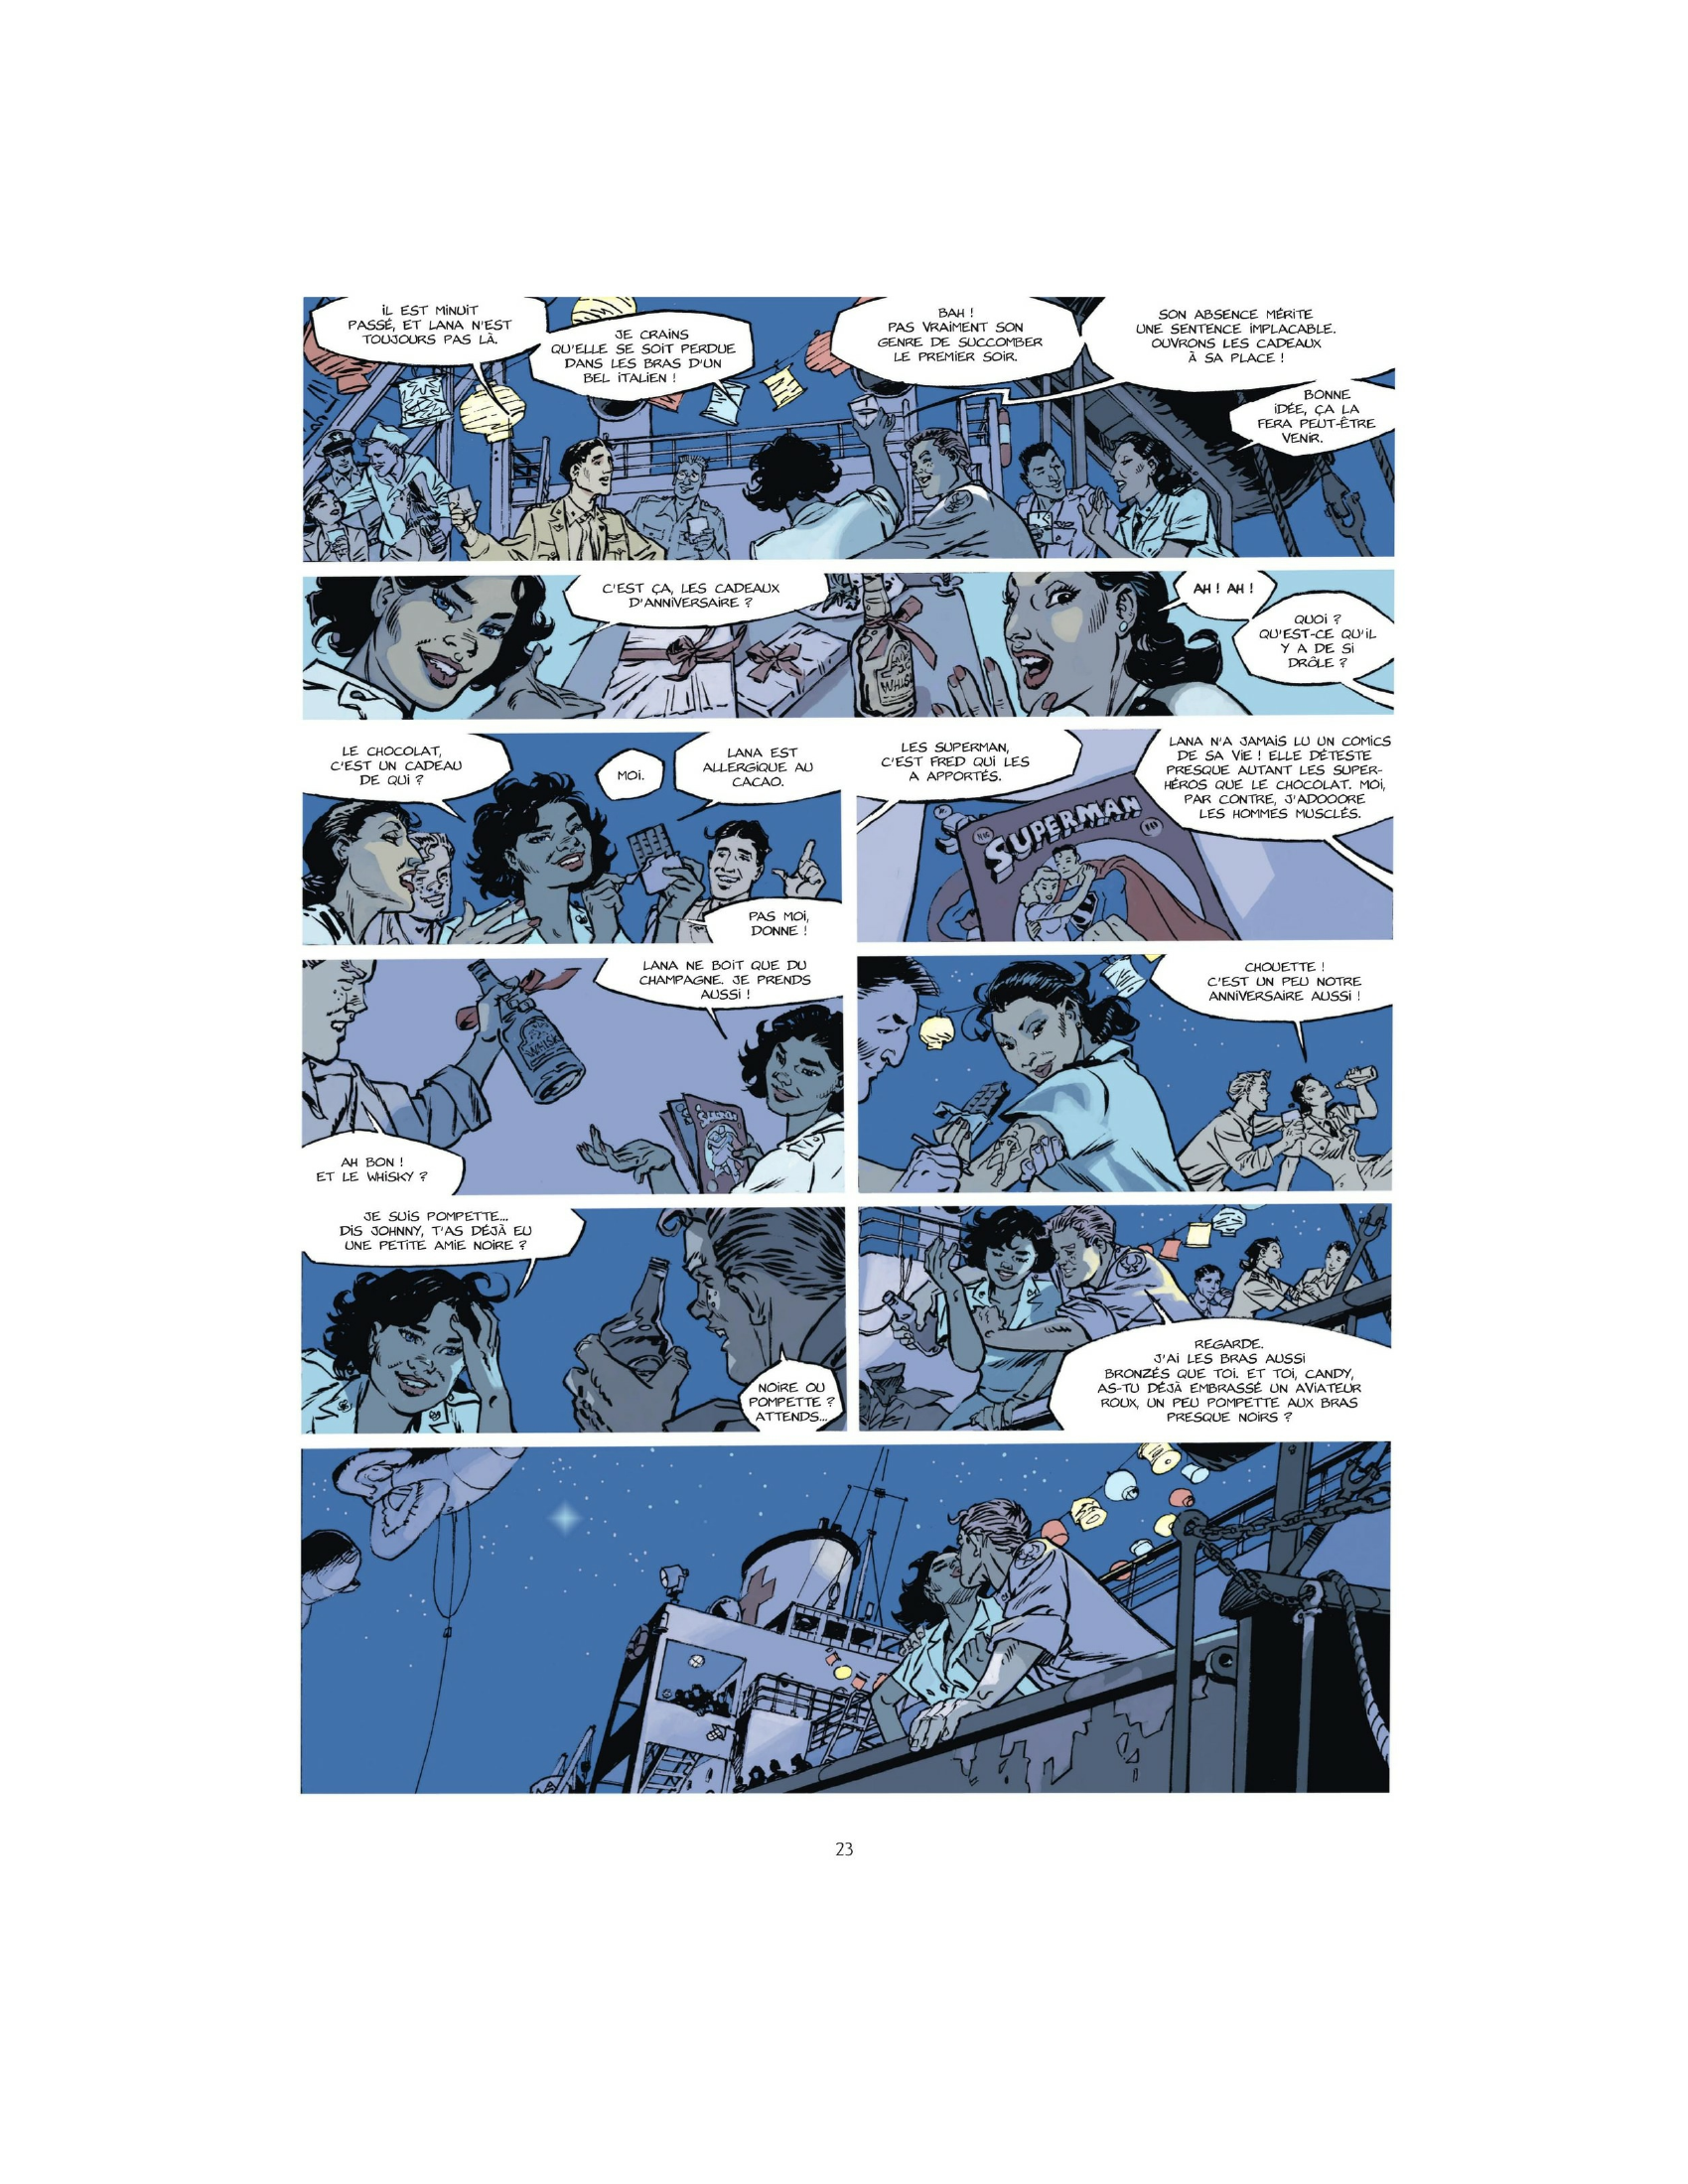 iL EST MiNUiT
PASSÉ, ET LANA N'EST
TOUJOURS PAS LÀ.
JE CRAiNS
QU'ELLE SE SOiT PERDUE
DANS LES BRAS D'UN
BEL iTALiEN !
BAH !
PAS VRAiMENT SON
GENRE DE SUCCOMBER
LE PREMiER SOiR.
SON ABSENCE MÉRiTE
UNE SENTENCE iMPLACABLE.
OUVRONS LES CADEAUX
À SA PLACE !
BONNE
iDÉE, ÇA LA
FERA PEUT-ÊTRE
VENiR.
C'EST ÇA, LES CADEAUX
D'ANNiVERSAiRE ?
WHiS
AH ! AH !
QUOi ?
QU'EST-CE QU'iL
Y A DE Si
DRÔLE ?
LE CHOCOLAT,
C'EST UN CADEAU
DE QUi ?
MOi.
LANA EST
ALLERGiQUE AU
CACAO.
PAS MOi,
DONNE !
LES SUPERMAN,
C'EST FRED QUi LES
A APPORTÉS.
LANA N'A JAMAiS LU UN COMiCS
DE SA ViE ! ELLE DÉTESTE
PRESQUE AUTANT LES SUPER-
HÉROS QUE LE CHOCOLAT. MOi,
PAR CONTRE, J'ADOOORE
LES HOMMES MUSCLÉS.
SUPERMAN
LANA NE BOiT QUE DU
CHAMPAGNE. JE PRENDS
AUSSi !
WHiSK
SUPERMAN
AH BON !
ET LE WHiSKY ?
CHOUETTE !
C'EST UN PEU NOTRE
ANNiVERSAiRE AUSSi !
JE SUiS POMPETTE...
DiS JOHNNY, T'AS DÉJÀ EU
UNE PETiTE AMiE NOiRE ?
NOiRE OU
POMPETTE ?
ATTENDS...
REGARDE.
J'Ai LES BRAS AUSSi
BRONZÉS QUE TOi. ET TOi, CANDY,
AS-TU DÉJÀ EMBRASSÉ UN AViATEUR
ROUX, UN PEU POMPETTE AUX BRAS
PRESQUE NOiRS ?
23